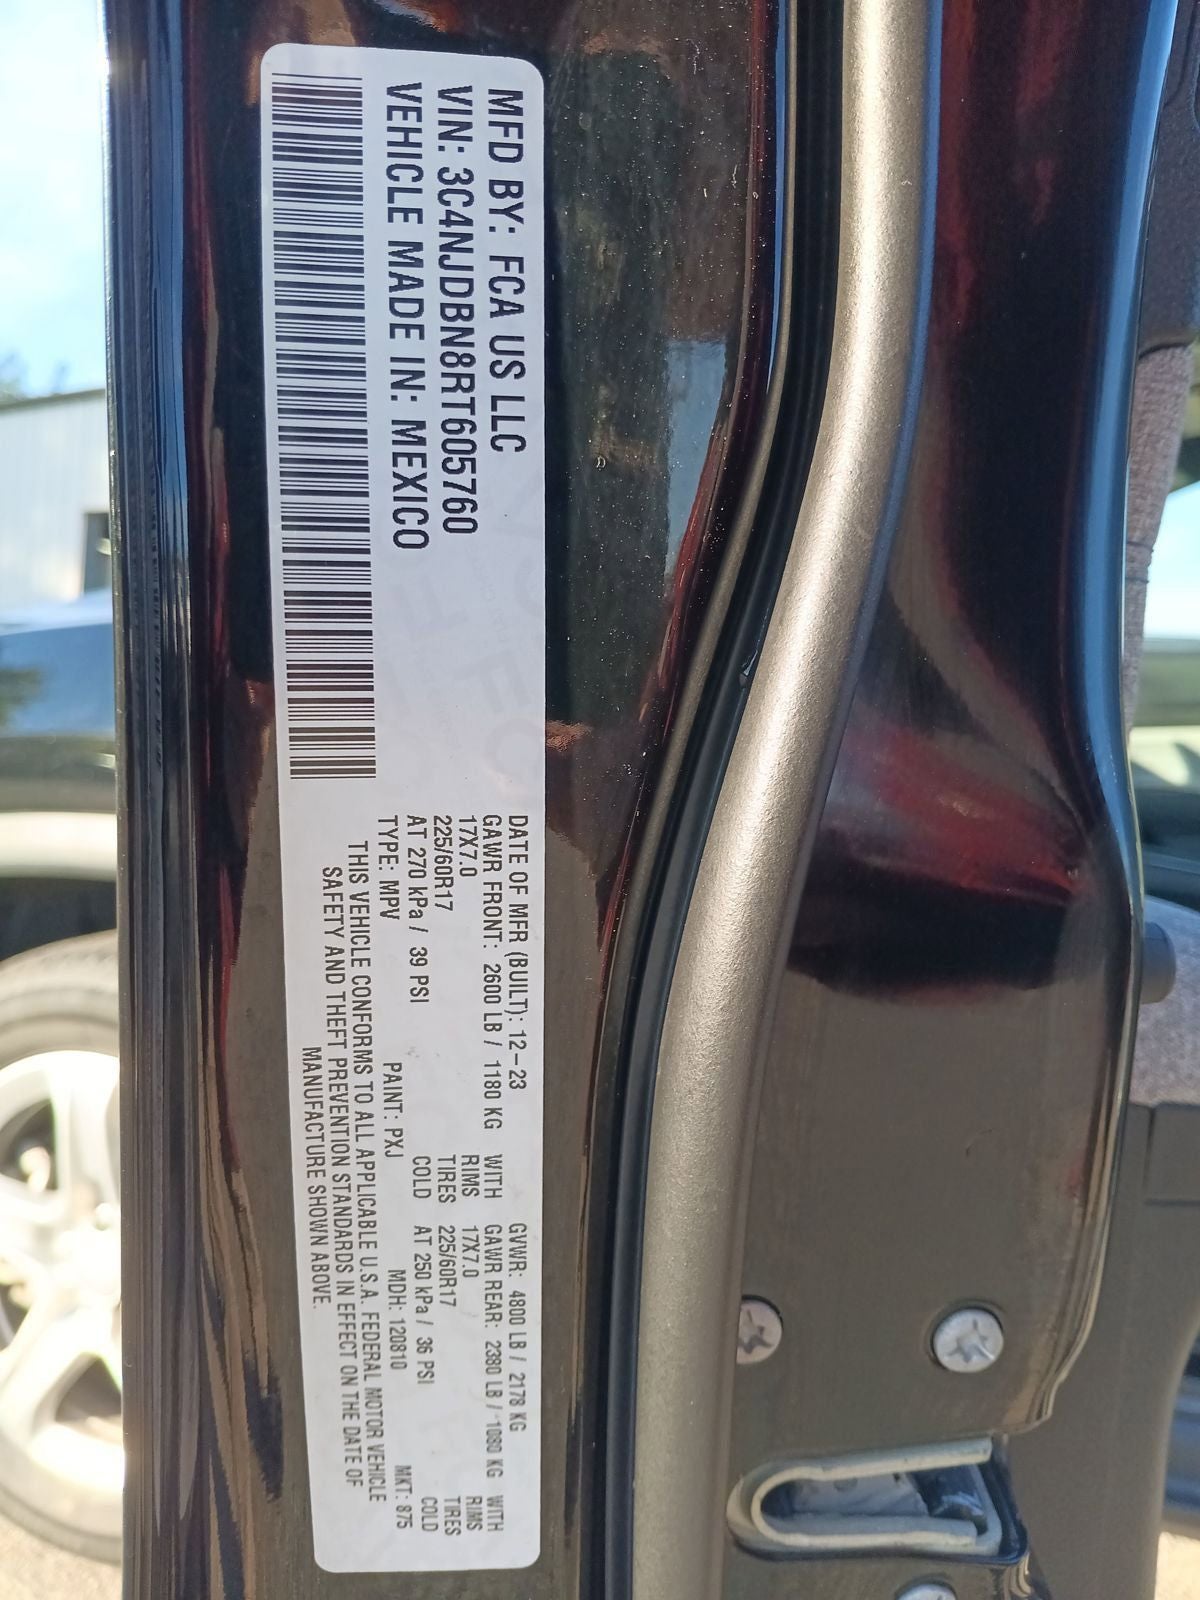 MFD BY: FCA US LLC
VIN: 3C4NJDBN8RT605760
VEHICLE MADE IN: MEXICO
DATE OF MFR (BUILT): 12-23 GVWR: 4800 LB / 2178 KG
GAWR FRONT: 2600 LB / 1180 KG WITH GAWR REAR: 2380 LB / 1080 KG WITH
17X7.0 RIMS 17X7.0 RIMS
225/60R17 TIRES 225/60R17 TIRES
AT 270 kPa / 39 PSI COLD AT 250 kPa / 36 PSI COLD
TYPE: MPV PAINT: PXJ MDH: 120810 MKT: 875
THIS VEHICLE CONFORMS TO ALL APPLICABLE U.S.A. FEDERAL MOTOR VEHICLE
SAFETY AND THEFT PREVENTION STANDARDS IN EFFECT ON THE DATE OF
MANUFACTURE SHOWN ABOVE.